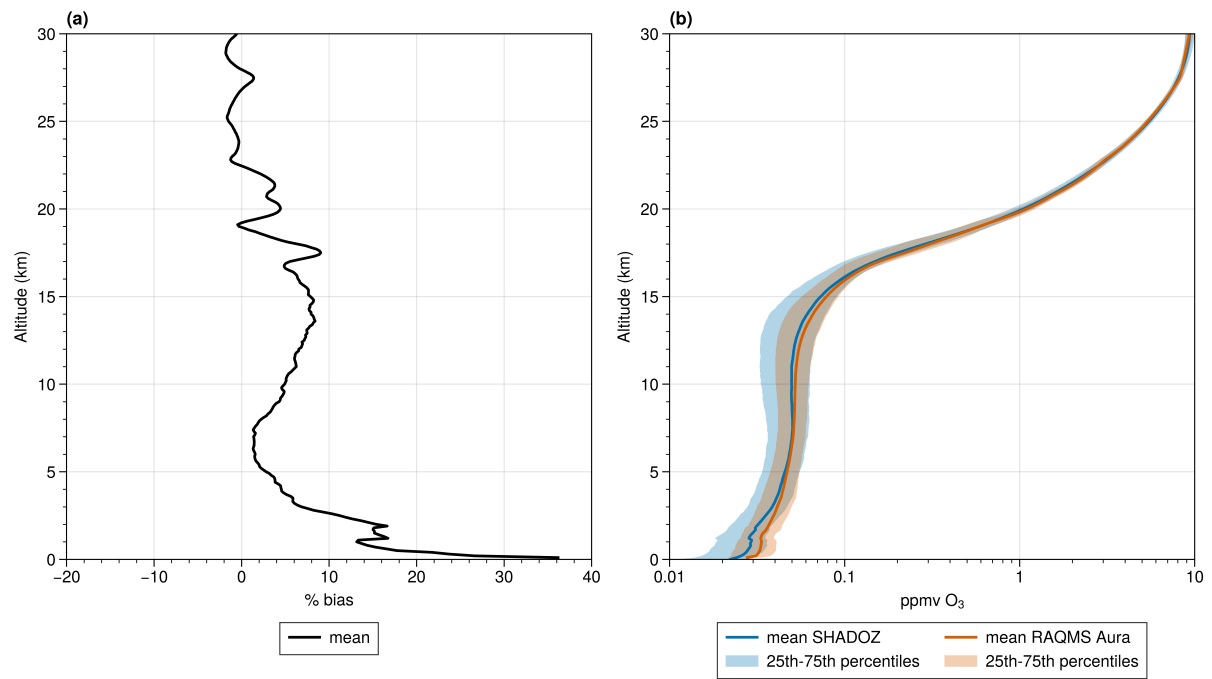 (a)
30
25
20
15
10
5
0
Altitude (km)
−20
−10
0
10
20
30
40
% bias
mean
(b)
30
25
20
15
10
5
0
Altitude (km)
0.01
0.1
1
10
ppmv O₃
mean SHADOZ
25th-75th percentiles
mean RAQMS Aura
25th-75th percentiles